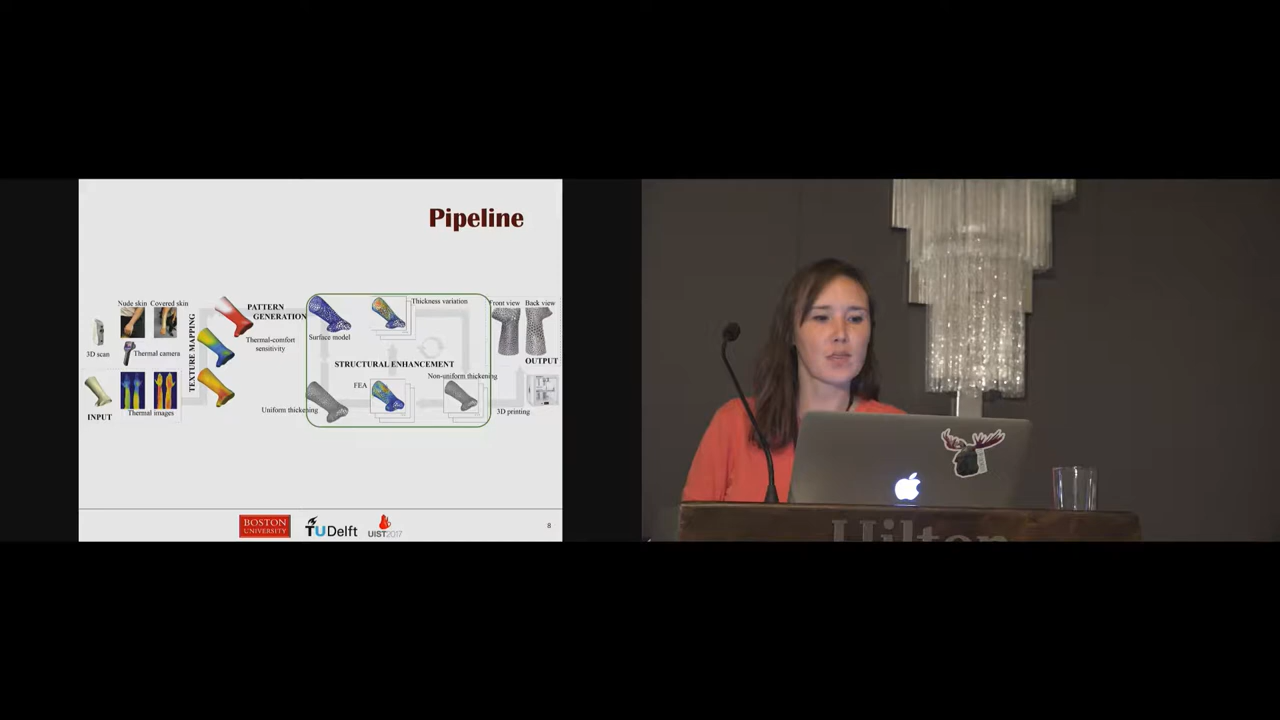 Pipeline
Nude skin Covered skin
3D scan
Thermal camera
INPUT
Thermal images
TEXTURE MAPPING
PATTERN
GENERATION
Thermal-comfort
sensitivity
Surface model
Thickness variation
STRUCTURAL ENHANCEMENT
FEA
Non-uniform thickening
Uniform thickening
Front view Back view
OUTPUT
3D printing
BOSTON
UNIVERSITY
TUDelft
UIST2017
8
Hilton